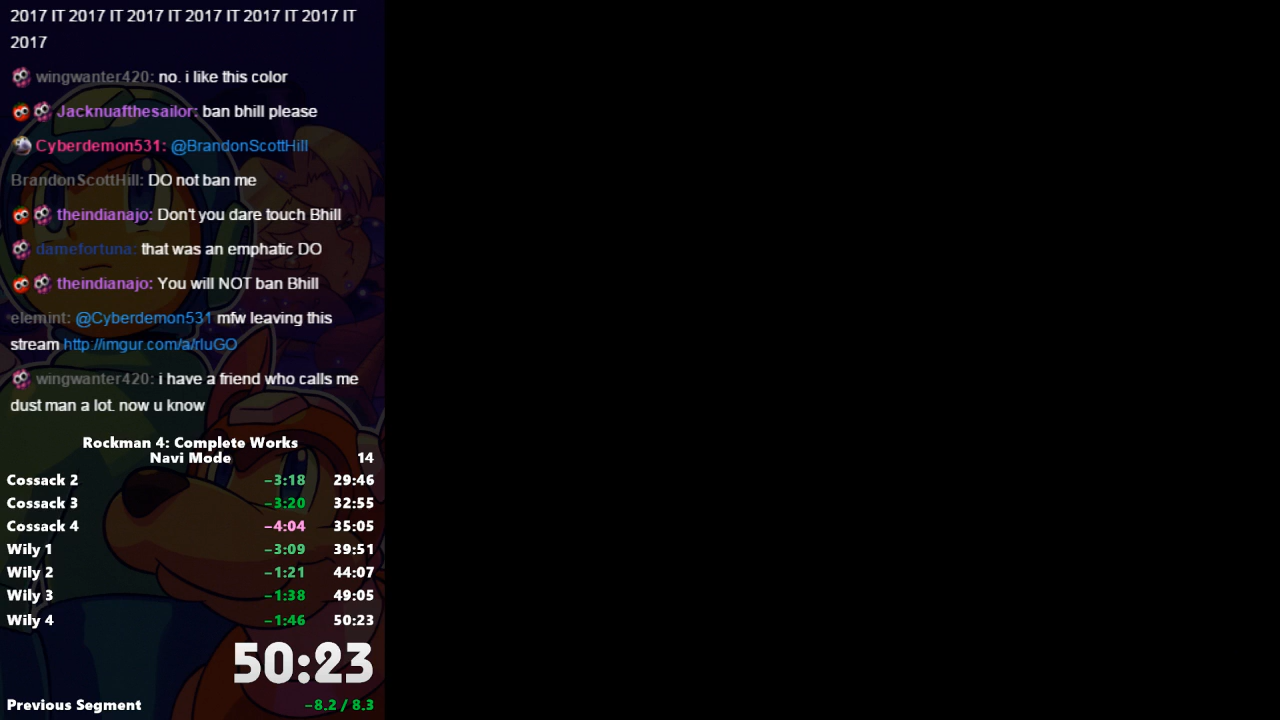 2017 IT 2017 IT 2017 IT 2017 IT 2017 IT 2017 IT
2017
wingwanter420: no. i like this color
Jacknuafthesailor: ban bhill please
Cyberdemon531: @BrandonScottHill
BrandonScottHill: DO not ban me
theindianajo: Don't you dare touch Bhill
damefortuna: that was an emphatic DO
theindianajo: You will NOT ban Bhill
elemint: @Cyberdemon531 mfw leaving this
stream http://imgur.com/a/rIuGO
wingwanter420: i have a friend who calls me
dust man a lot. now u know
Rockman 4: Complete Works
Navi Mode 14
Cossack 2 -3:18 29:46
Cossack 3 -3:20 32:55
Cossack 4 -4:04 35:05
Wily 1 -3:09 39:51
Wily 2 -1:21 44:07
Wily 3 -1:38 49:05
Wily 4 -1:46 50:23
50:23
Previous Segment -8.2 / 8.3